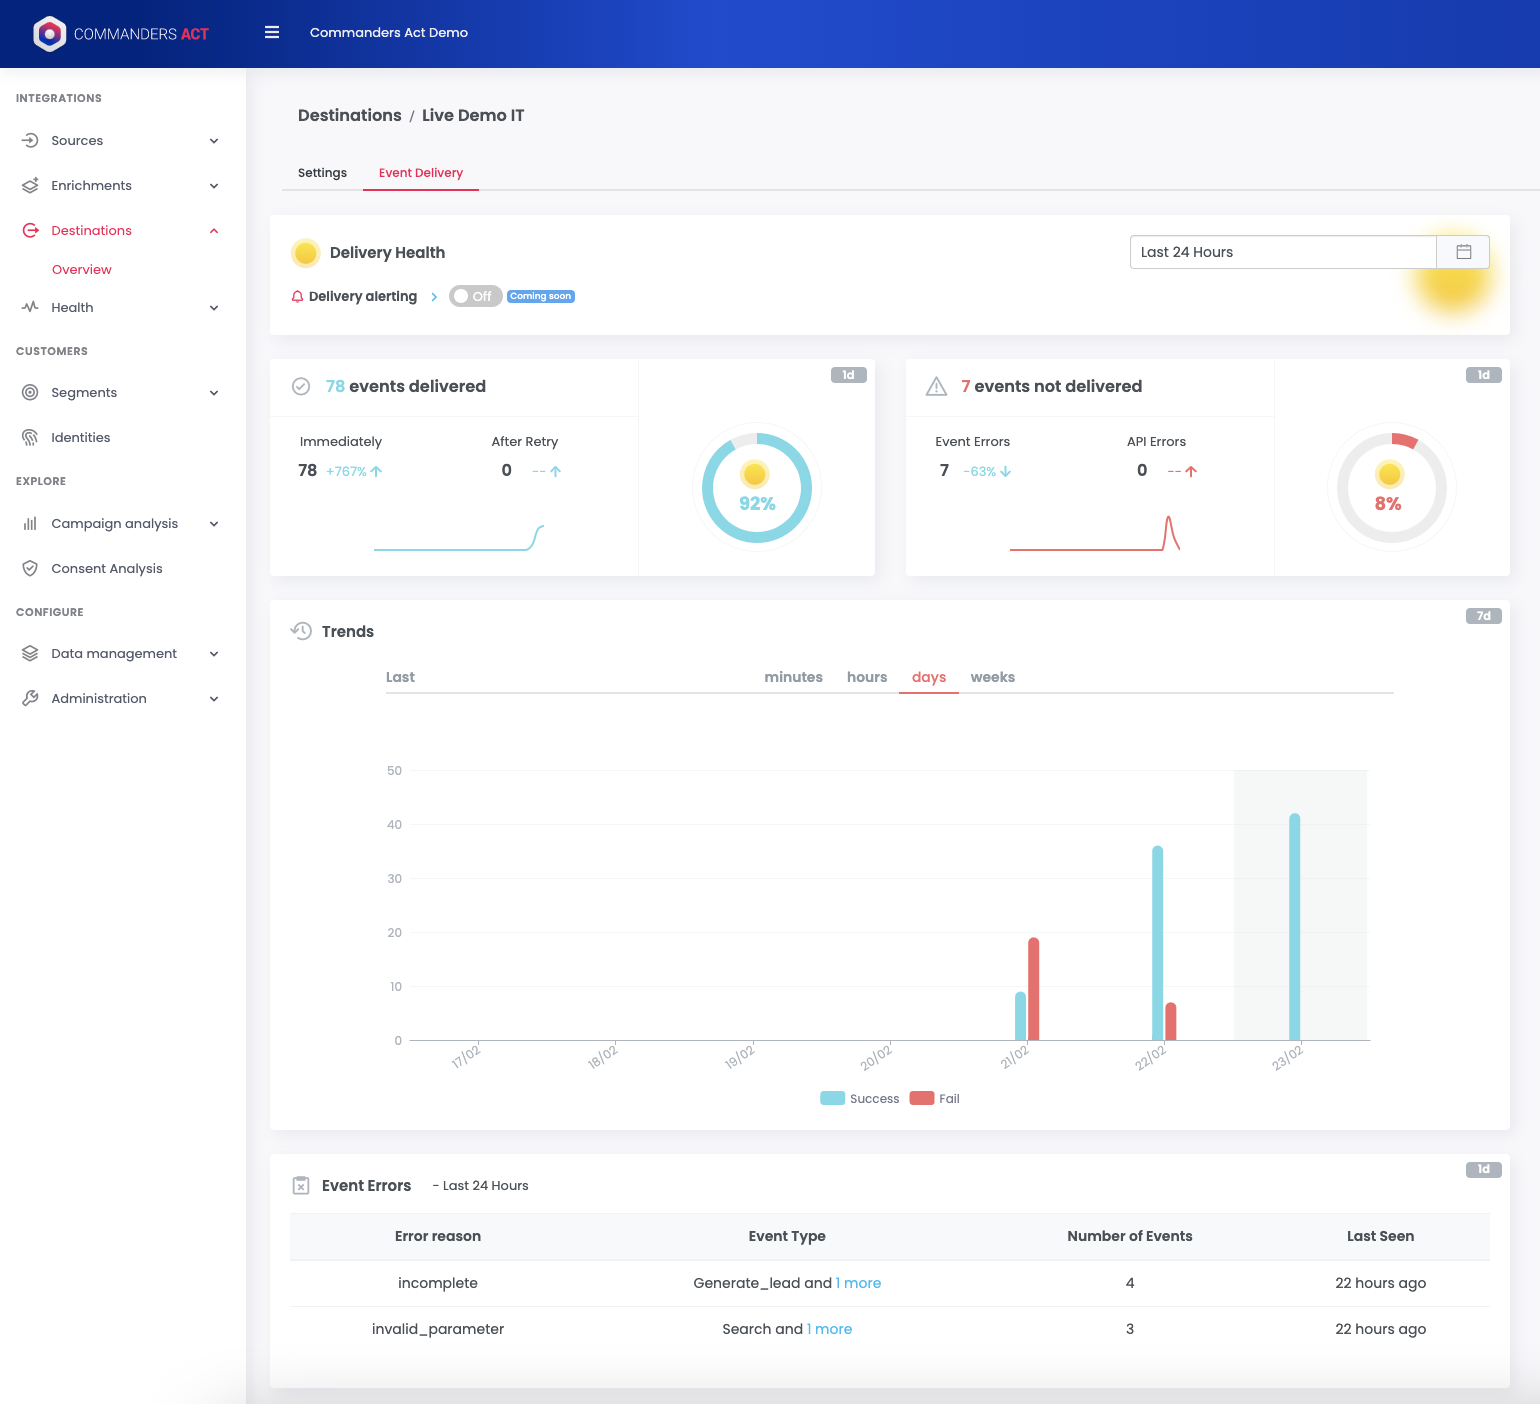 COMMANDERS ACT
Commanders Act Demo
INTEGRATIONS
Sources
Enrichments
Destinations
Overview
Health
CUSTOMERS
Segments
Identities
EXPLORE
Campaign analysis
Consent Analysis
CONFIGURE
Data management
Administration
Destinations / Live Demo IT
Settings Event Delivery
Delivery Health
Last 24 Hours
Delivery alerting Off Coming soon
78 events delivered
1d
Immediately After Retry
78 +767% 0 --
92%
7 events not delivered
1d
Event Errors API Errors
7 -63% 0 --
8%
Trends
7d
Last minutes hours days weeks
50
40
30
20
10
0
17/02 18/02 19/02 20/02 21/02 22/02 23/02
Success Fail
Event Errors - Last 24 Hours
1d
Error reason Event Type Number of Events Last Seen
incomplete Generate_lead and 1 more 4 22 hours ago
invalid_parameter Search and 1 more 3 22 hours ago